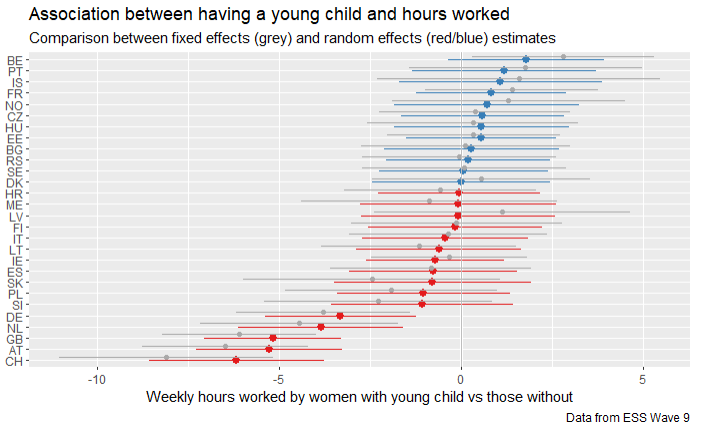 Association between having a young child and hours worked
Comparison between fixed effects (grey) and random effects (red/blue) estimates
BE
PT
IS
FR
NO
CZ
HU
EE
BG
RS
SE
DK
HR
ME
LV
FI
IT
LT
IE
ES
SK
PL
SI
DE
NL
GB
AT
CH
-10 -5 0 5
Weekly hours worked by women with young child vs those without
Data from ESS Wave 9